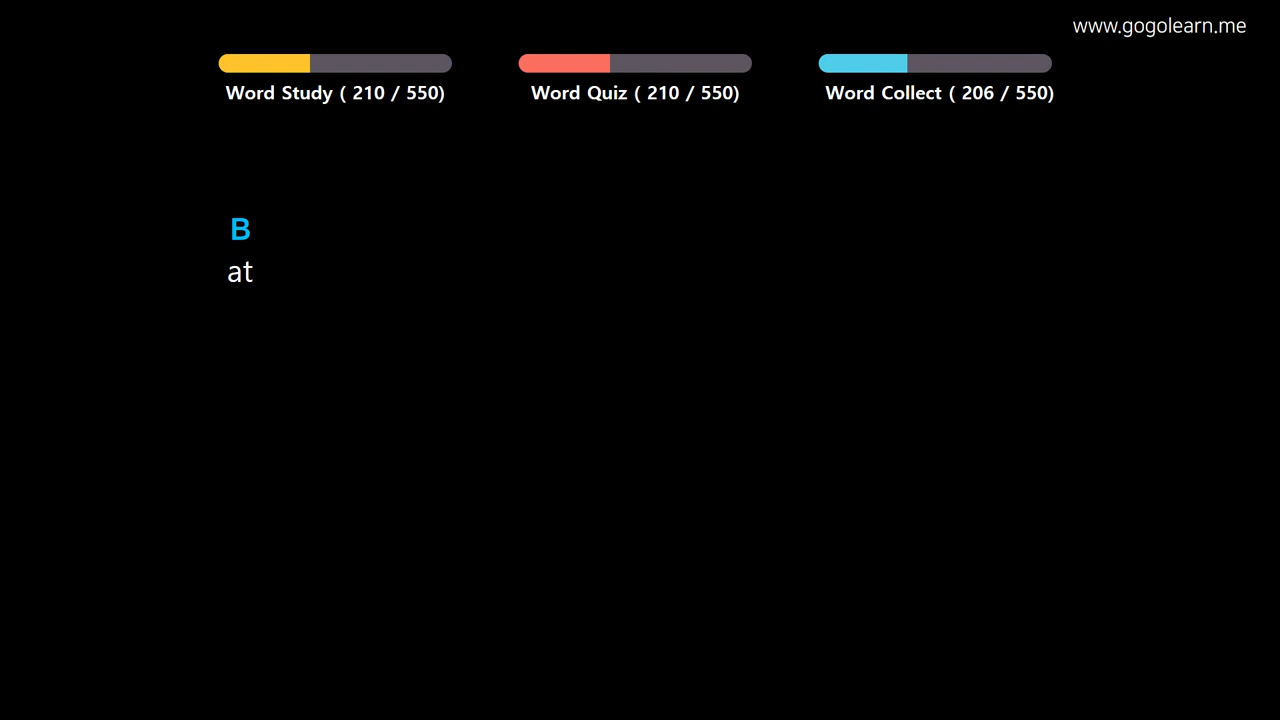 www.gogolearn.me
Word Study ( 210 / 550)
Word Quiz ( 210 / 550)
Word Collect ( 206 / 550)
B
at